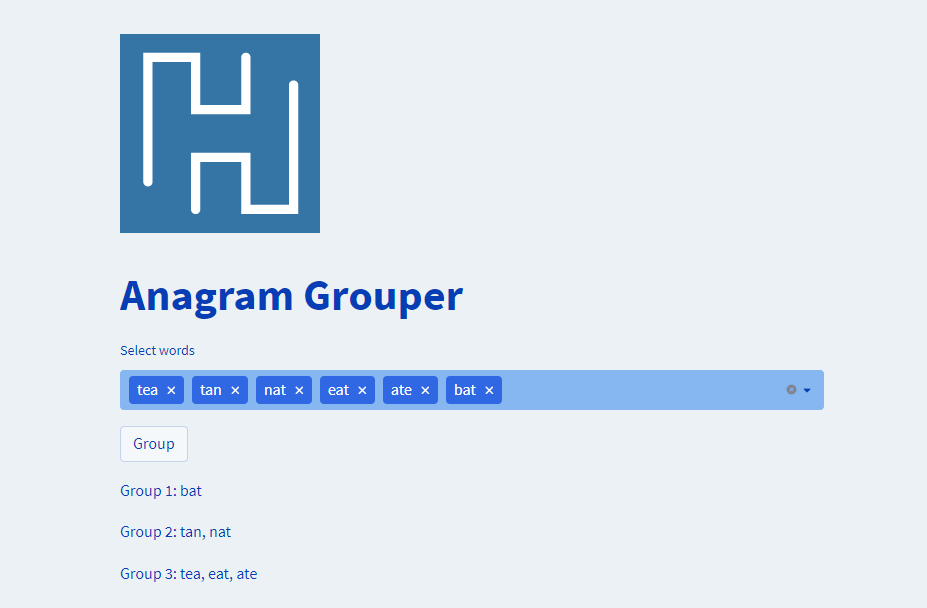 Anagram Grouper
Select words
tea × tan × nat × eat × ate × bat ×
Group
Group 1: bat
Group 2: tan, nat
Group 3: tea, eat, ate